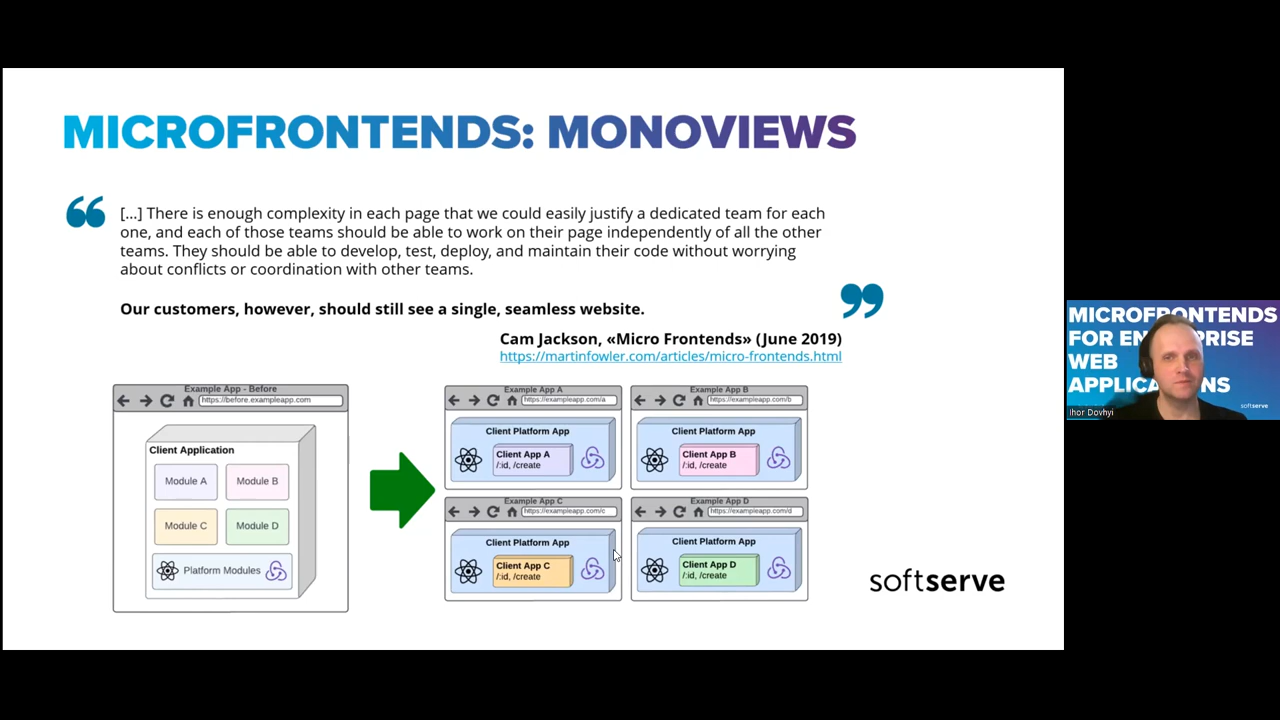 MICROFRONTENDS: MONOVIEWS
“
[...] There is enough complexity in each page that we could easily justify a dedicated team for each
one, and each of those teams should be able to work on their page independently of all the other
teams. They should be able to develop, test, deploy, and maintain their code without worrying
about conflicts or coordination with other teams.
Our customers, however, should still see a single, seamless website.
”
Cam Jackson, «Micro Frontends» (June 2019)
https://martinfowler.com/articles/micro-frontends.html
Example App - Before
https://before.exampleapp.com
Client Application
Module A
Module B
Module C
Module D
Platform Modules
Example App A
https://exampleapp.com/a
Client Platform App
Client App A
/:id, /create
Example App B
https://exampleapp.com/b
Client Platform App
Client App B
/:id, /create
Example App C
https://exampleapp.com/c
Client Platform App
Client App C
/:id, /create
Example App D
https://exampleapp.com/d
Client Platform App
Client App D
/:id, /create
softserve
MICROFRONTENDS
FOR
WEB
softserve
Ihor Dovhyi